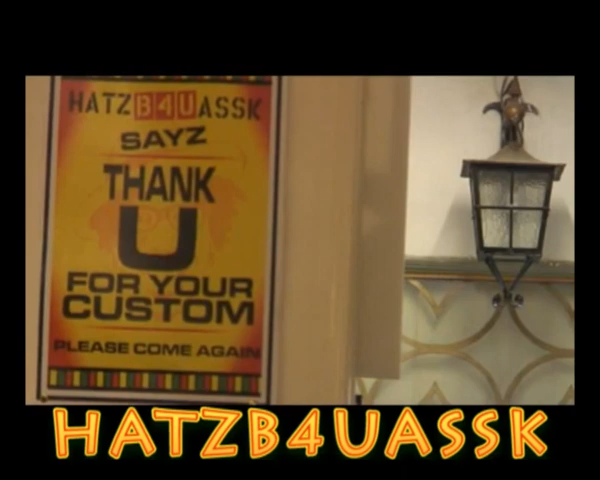 HATZB4UASSK
SAYZ
THANK
U
FOR YOUR
CUSTOM
PLEASE COME AGAIN
HATZB4UASSK